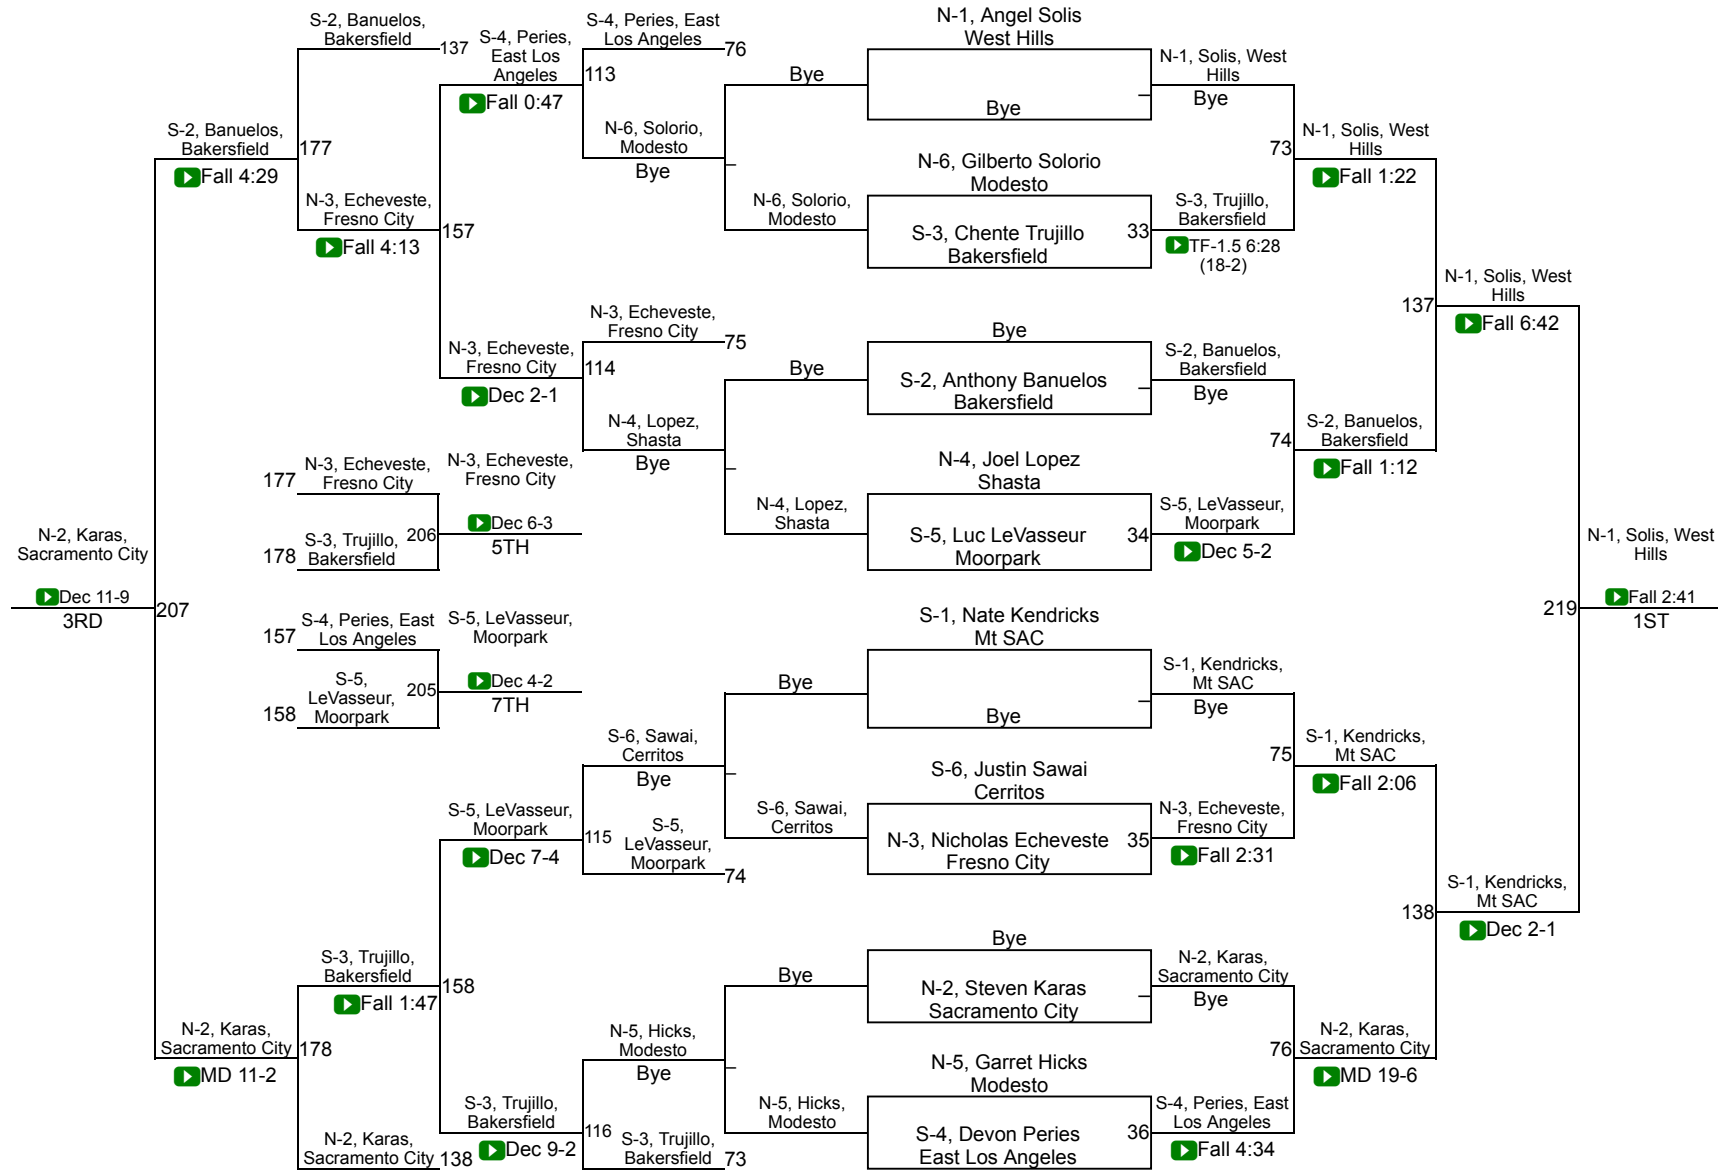 S-2, Banuelos,
Bakersfield
137
S-4, Peries,
East Los
Angeles
113
Fall 0:47
S-4, Peries, East
Los Angeles
76
N-6, Solorio,
Modesto
Bye
S-2, Banuelos,
Bakersfield
177
Fall 4:29
N-3, Echeveste,
Fresno City
157
Fall 4:13
Bye
N-6, Solorio,
Modesto
N-1, Angel Solis
West Hills
Bye
N-6, Gilberto Solorio
Modesto
S-3, Chente Trujillo
Bakersfield
33
N-1, Solis, West
Hills
Bye
S-3, Trujillo,
Bakersfield
TF-1.5 6:28
(18-2)
73
N-1, Solis, West
Hills
Fall 1:22
N-3, Echeveste,
Fresno City
114
Dec 2-1
N-3, Echeveste,
Fresno City
75
N-4, Lopez,
Shasta
Bye
Bye
N-4, Lopez,
Shasta
Bye
S-2, Anthony Banuelos
Bakersfield
N-4, Joel Lopez
Shasta
S-5, Luc LeVasseur
Moorpark
34
S-2, Banuelos,
Bakersfield
Bye
S-5, LeVasseur,
Moorpark
Dec 5-2
74
S-2, Banuelos,
Bakersfield
Fall 1:12
137
N-1, Solis, West
Hills
Fall 6:42
177
N-3, Echeveste,
Fresno City
178
S-3, Trujillo,
Bakersfield
206
N-3, Echeveste,
Fresno City
Dec 6-3
5TH
N-2, Karas,
Sacramento City
Dec 11-9
3RD
207
157
S-4, Peries, East
Los Angeles
158
S-5,
LeVasseur,
Moorpark
205
S-5, LeVasseur,
Moorpark
Dec 4-2
7TH
219
N-1, Solis, West
Hills
Fall 2:41
1ST
S-6, Sawai,
Cerritos
Bye
S-5, LeVasseur,
Moorpark
115
Dec 7-4
S-5,
LeVasseur,
Moorpark
74
Bye
S-6, Sawai,
Cerritos
S-1, Nate Kendricks
Mt SAC
Bye
S-6, Justin Sawai
Cerritos
N-3, Nicholas Echeveste
Fresno City
35
S-1, Kendricks,
Mt SAC
Bye
N-3, Echeveste,
Fresno City
Fall 2:31
75
S-1, Kendricks,
Mt SAC
Fall 2:06
138
S-1, Kendricks,
Mt SAC
Dec 2-1
S-3, Trujillo,
Bakersfield
158
Fall 1:47
N-2, Karas,
Sacramento City
178
MD 11-2
N-2, Karas,
Sacramento City
138
N-5, Hicks,
Modesto
Bye
S-3, Trujillo,
Bakersfield
116
Dec 9-2
S-3, Trujillo,
Bakersfield
73
Bye
N-5, Hicks,
Modesto
Bye
N-2, Steven Karas
Sacramento City
N-5, Garret Hicks
Modesto
S-4, Devon Peries
East Los Angeles
36
N-2, Karas,
Sacramento City
Bye
S-4, Peries, East
Los Angeles
Fall 4:34
76
N-2, Karas,
Sacramento City
MD 19-6